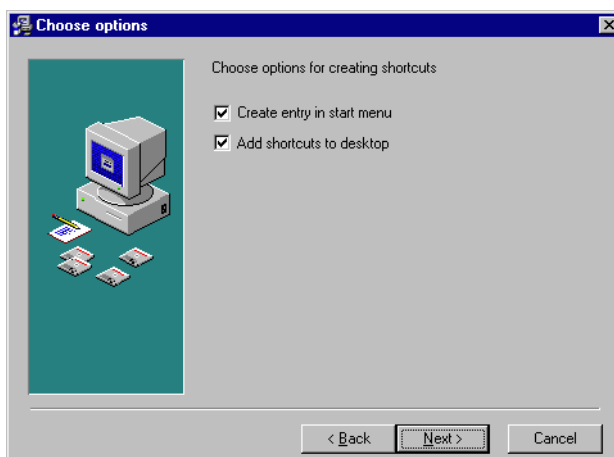 Choose options
Choose options for creating shortcuts
Create entry in start menu
Add shortcuts to desktop
< Back
Next >
Cancel